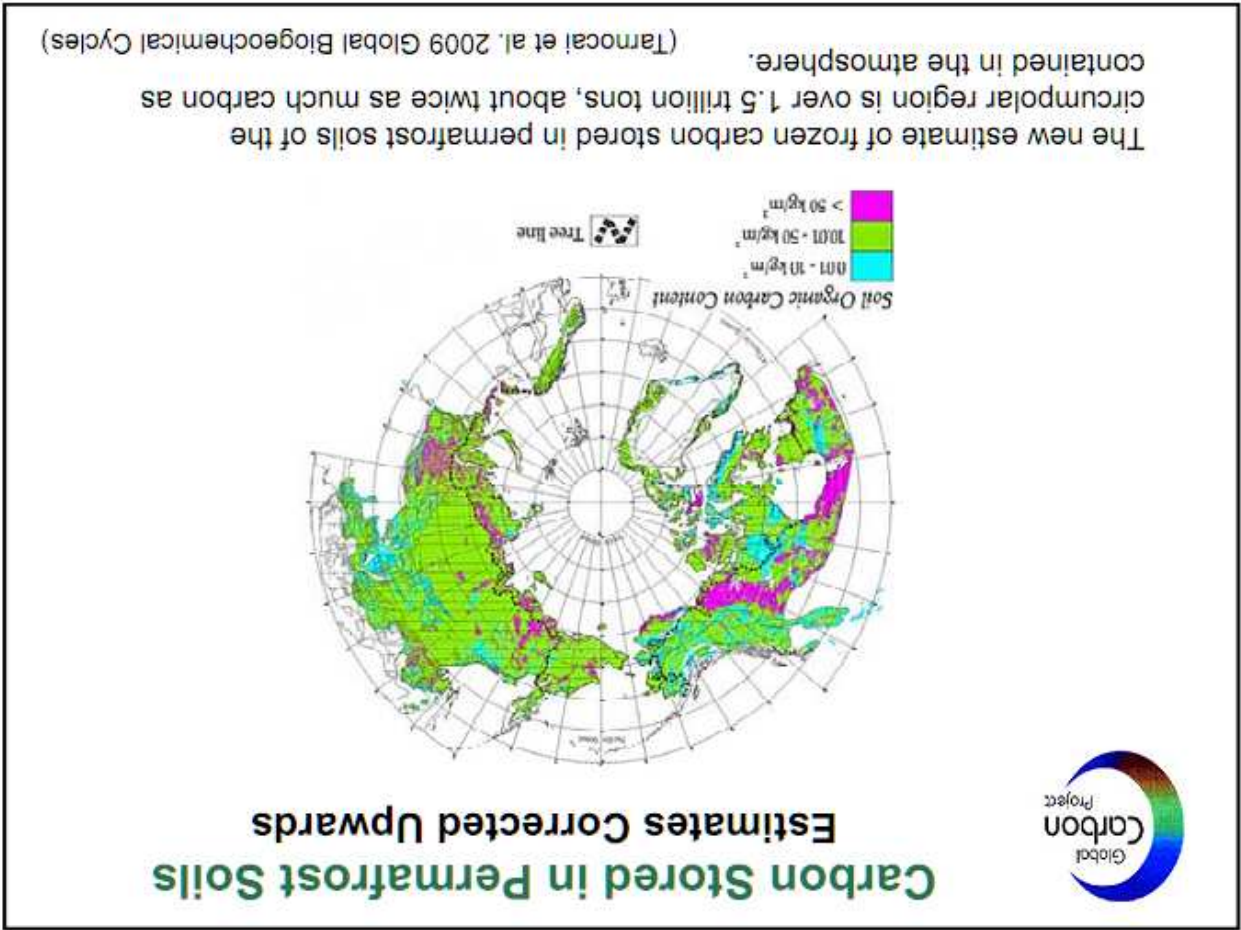 Global
Carbon
Project
Carbon Stored in Permafrost Soils
Estimates Corrected Upwards
Soil Organic Carbon Content
0.01 - 10 kg/m²
10.01 - 50 kg/m²
> 50 kg/m²
Tree line
The new estimate of frozen carbon stored in permafrost soils of the
circumpolar region is over 1.5 trillion tons, about twice as much carbon as
contained in the atmosphere.
(Tarnocai et al. 2009 Global Biogeochemical Cycles)